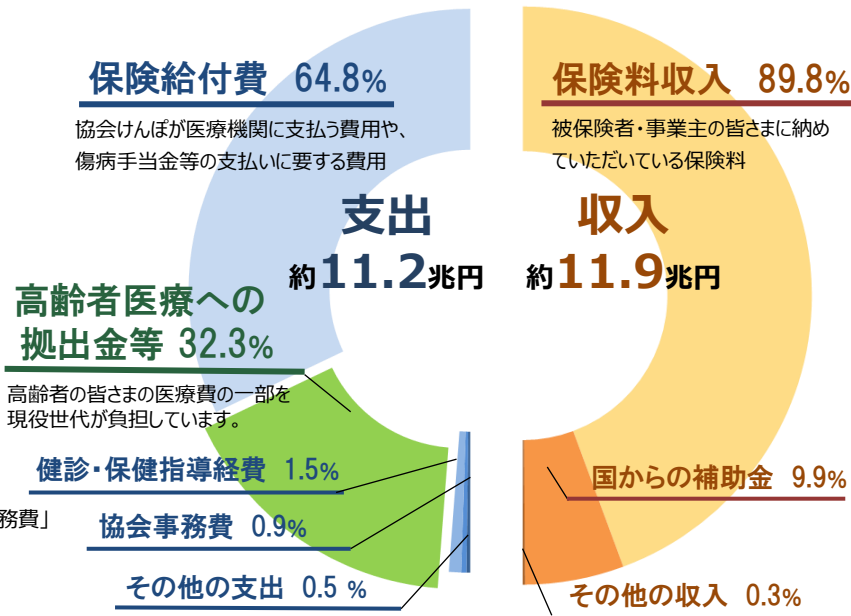 保険給付費 64.8%
協会けんぽが医療機関に支払う費用や、
傷病手当金等の支払いに要する費用
保険料収入 89.8%
被保険者・事業主の皆さまに納め
ていただいている保険料
支出
約11.2兆円
収入
約11.9兆円
高齢者医療への
拠出金等 32.3%
高齢者の皆さまの医療費の一部を
現役世代が負担しています。
健診・保健指導経費 1.5%
務費」
協会事務費 0.9%
その他の支出 0.5 %
国からの補助金 9.9%
その他の収入 0.3%